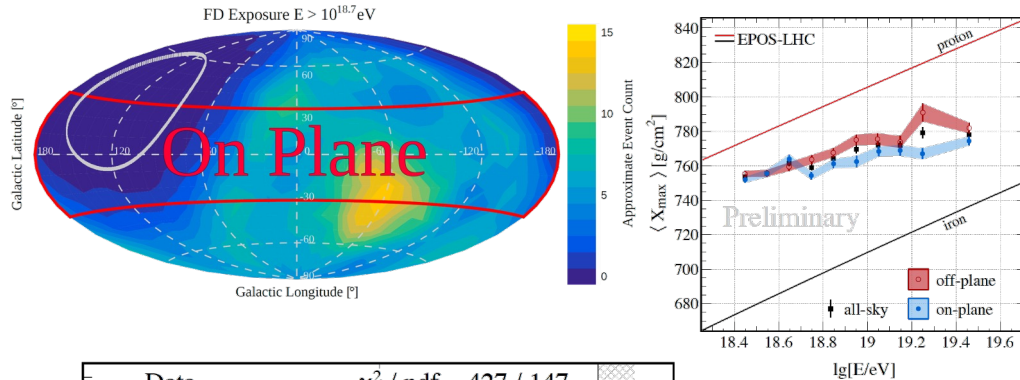 FD Exposure E > 10^18.7 eV
90
60
30
180
120
0
-120
-180
-30
-60
-90
On Plane
Galactic Latitude [º]
Galactic Longitude [º]
15
10
5
0
Approximate Event Count
840
820
800
780
760
740
720
700
680
⟨ X_max ⟩ [g/cm²]
EPOS-LHC
proton
iron
Preliminary
off-plane
all-sky
on-plane
18.4 18.6 18.8 19 19.2 19.4 19.6
lg[E/eV]